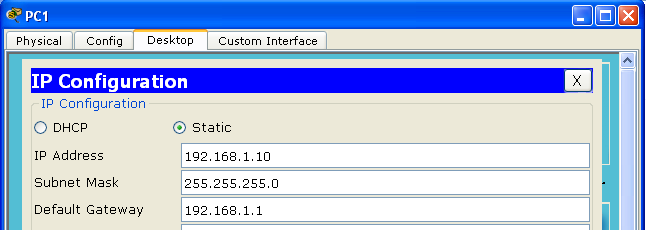 PC1
Physical Config Desktop Custom Interface
IP Configuration X
IP Configuration
DHCP Static
IP Address 192.168.1.10
Subnet Mask 255.255.255.0
Default Gateway 192.168.1.1